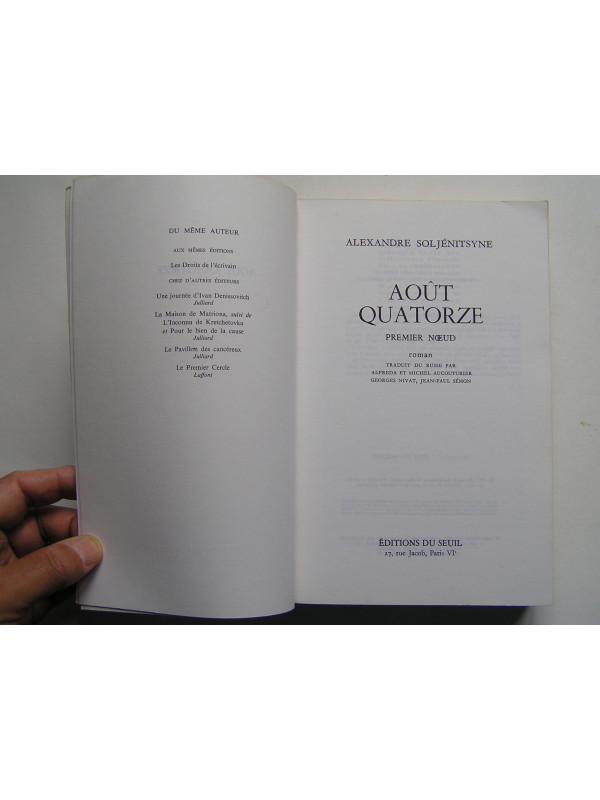 DU MÊME AUTEUR
AUX MÊMES ÉDITIONS
Les Droits de l'écrivain
CHEZ D'AUTRES ÉDITEURS
Une journée d'Ivan Denissovitch
Julliard
La Maison de Matriona, suivi de
L'Inconnu de Kretchetovka
et Pour le bien de la cause
Julliard
Le Pavillon des cancéreux
Julliard
Le Premier Cercle
Laffont
ALEXANDRE SOLJÉNITSYNE
AOÛT
QUATORZE
PREMIER NŒUD
roman
TRADUIT DU RUSSE PAR
ALFREDA ET MICHEL AUCOUTURIER
GEORGES NIVAT, JEAN-PAUL SÉMON
ÉDITIONS DU SEUIL
27, rue Jacob, Paris VIᵉ